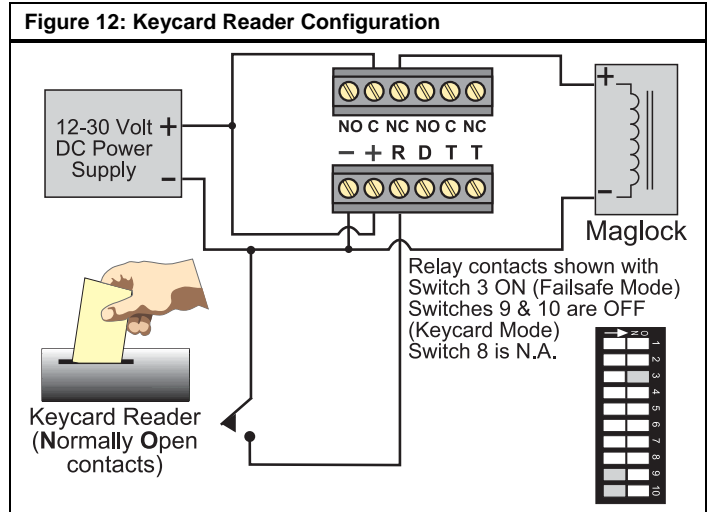 Figure 12: Keycard Reader Configuration
12-30 Volt
DC Power
Supply
+
−
NO C NC NO C NC
− + R D T T
+
−
Maglock
Relay contacts shown with
Switch 3 ON (Failsafe Mode)
Switches 9 & 10 are OFF
(Keycard Mode)
Switch 8 is N.A.
Keycard Reader
(Normally Open
contacts)
ON
1
2
3
4
5
6
7
8
9
10